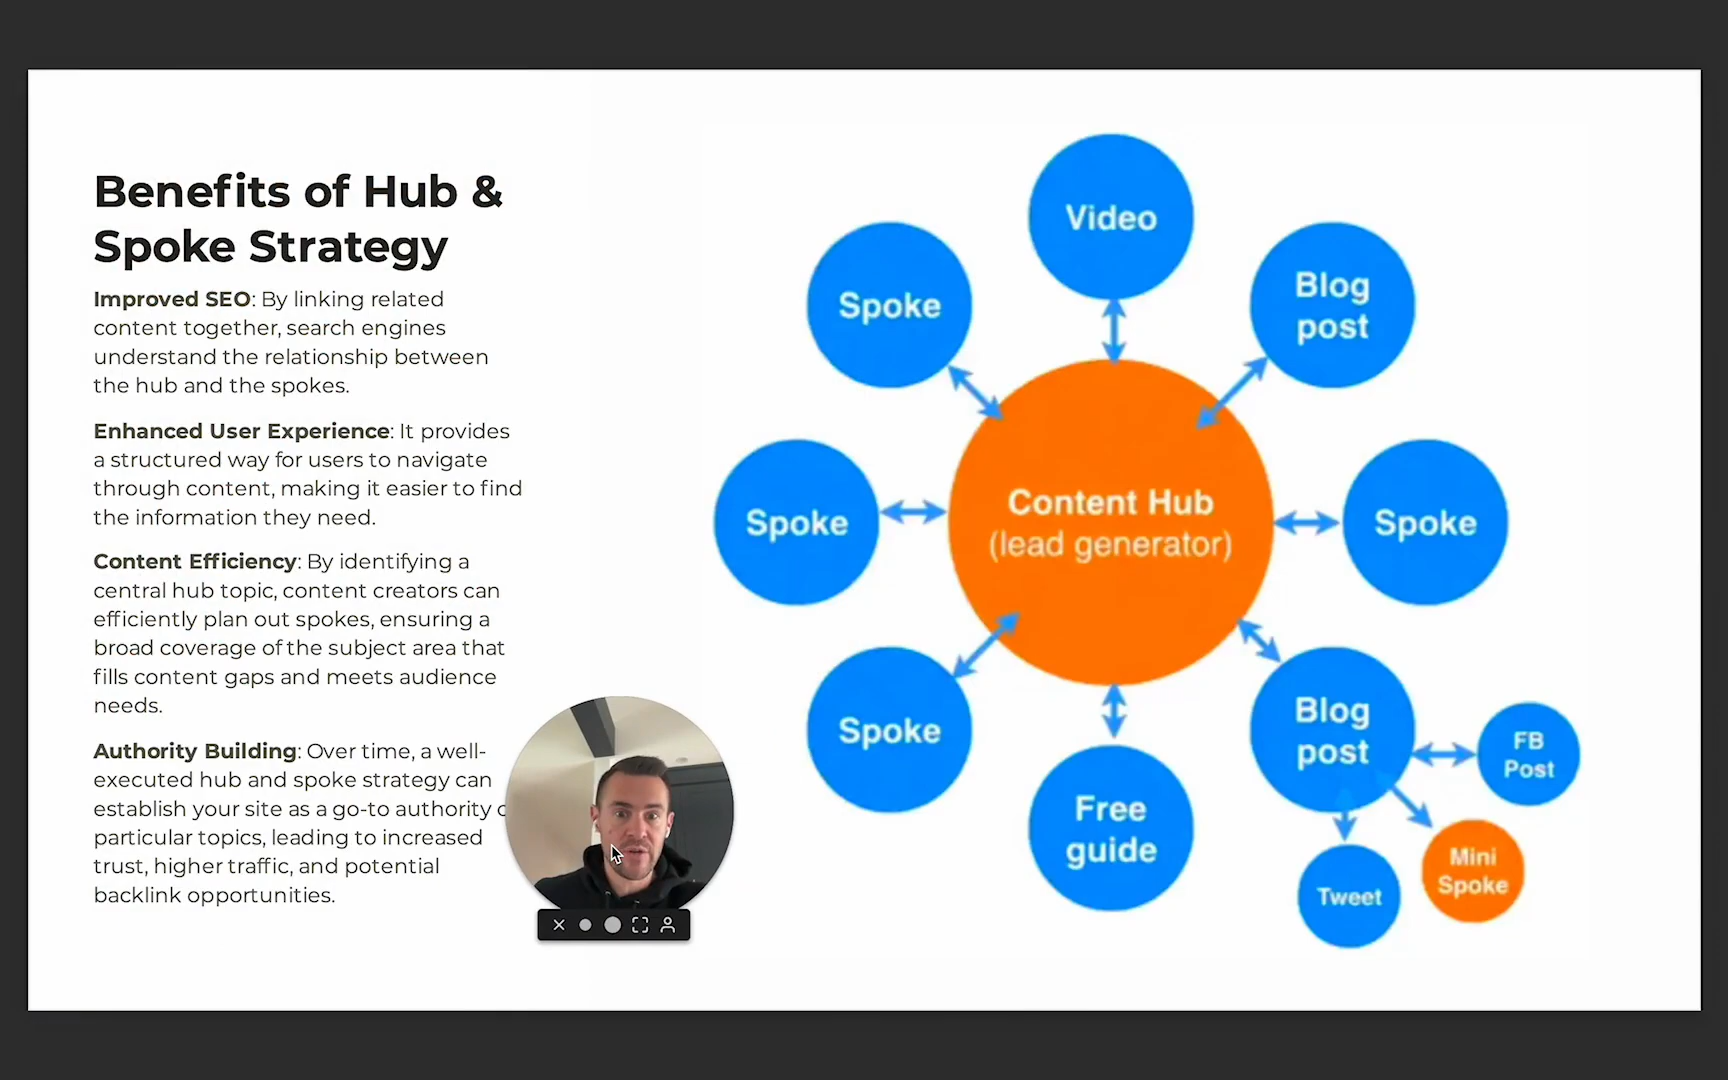 Benefits of Hub &
Spoke Strategy
Improved SEO: By linking related
content together, search engines
understand the relationship between
the hub and the spokes.
Enhanced User Experience: It provides
a structured way for users to navigate
through content, making it easier to find
the information they need.
Content Efficiency: By identifying a
central hub topic, content creators can
efficiently plan out spokes, ensuring a
broad coverage of the subject area that
fills content gaps and meets audience
needs.
Authority Building: Over time, a well-
executed hub and spoke strategy can
establish your site as a go-to authority
particular topics, leading to increased
trust, higher traffic, and potential
backlink opportunities.
Video
Spoke
Blog
post
Spoke
Content Hub
(lead generator)
Spoke
Spoke
Free
guide
Blog
post
FB
Post
Mini
Spoke
Tweet